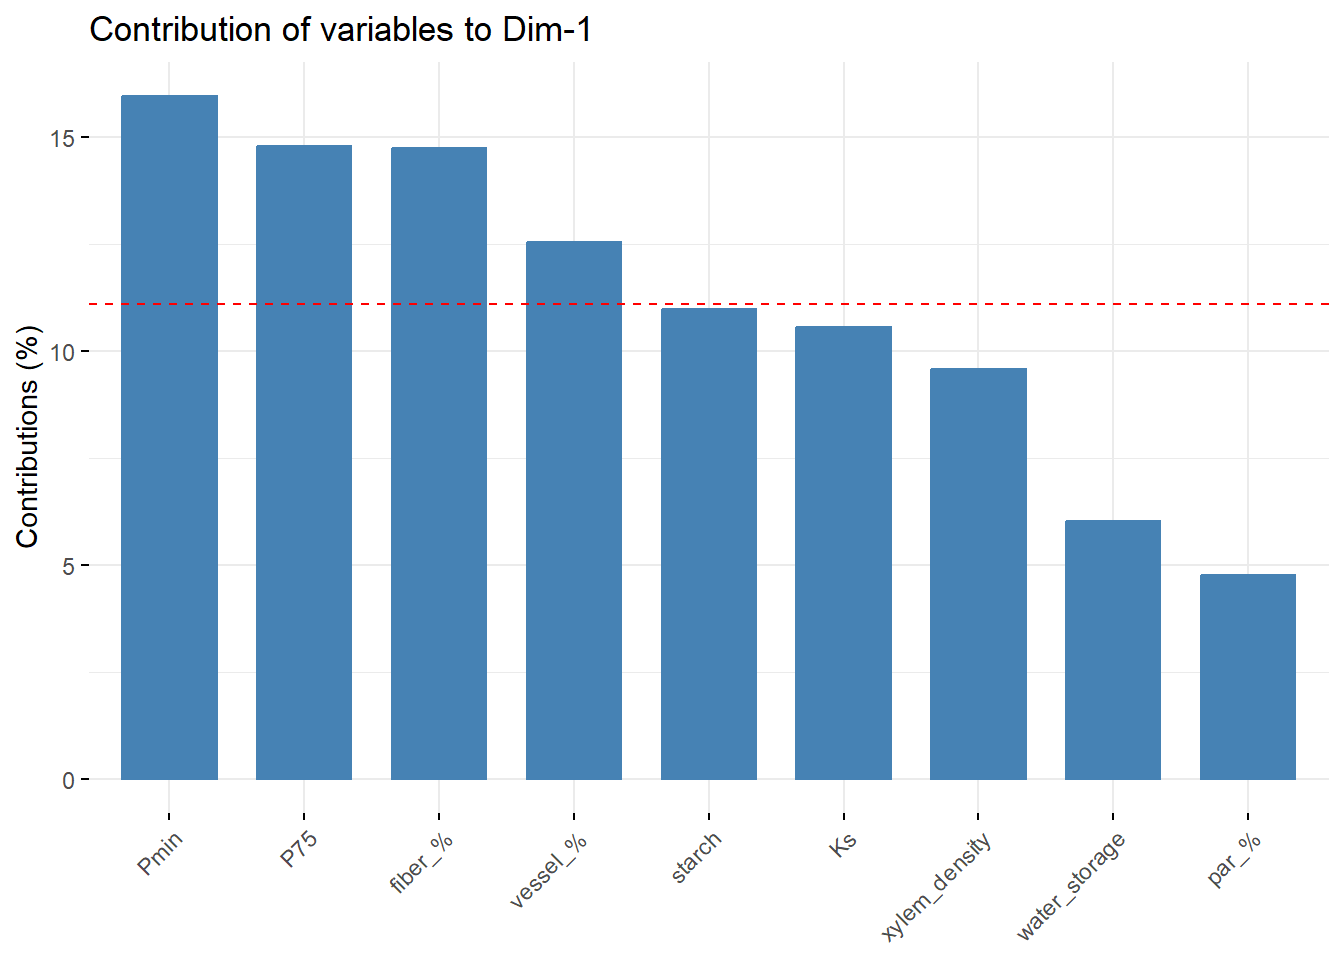 Contribution of variables to Dim-1
Contributions (%)
15
10
5
0
Pmin
P75
fiber_%
vessel_%
starch
Ks
xylem_density
water_storage
par_%